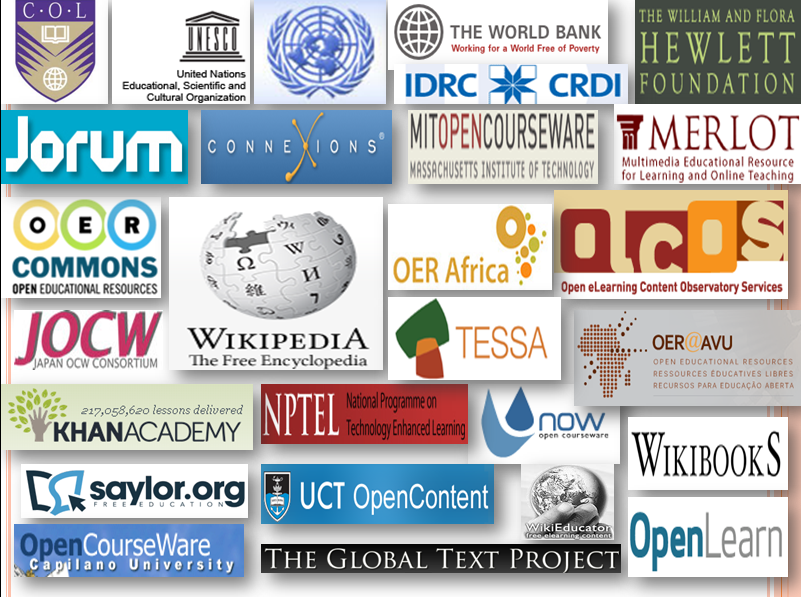 C·O·L
UNESCO
United Nations
Educational, Scientific and
Cultural Organization
THE WORLD BANK
Working for a World Free of Poverty
IDRC CRDI
THE WILLIAM AND FLORA
HEWLETT
FOUNDATION
Jorum
CONNEXIONS®
MITOPENCOURSEWARE
MASSACHUSETTS INSTITUTE OF TECHNOLOGY
MERLOT
Multimedia Educational Resource
for Learning and Online Teaching
OER
COMMONS
OPEN EDUCATIONAL RESOURCES
Ω W И
維
WIKIPEDIA
The Free Encyclopedia
OER Africa
OLCOS
Open eLearning Content Observatory Services
JOCW
JAPAN OCW CONSORTIUM
TESSA
OER@AVU
OPEN EDUCATIONAL RESOURCES
RESSOURCES ÉDUCATIVES LIBRES
RECURSOS PARA EDUCAÇÃO ABERTA
217,058,620 lessons delivered
KHANACADEMY
NPTEL
National Programme on
Technology Enhanced Learning
now
open courseware
WIKIBOOKS
saylor.org
FREE EDUCATION
UCT OpenContent
WikiEducator
free elearning content
OpenCourseWare
Capilano University
THE GLOBAL TEXT PROJECT
OpenLearn